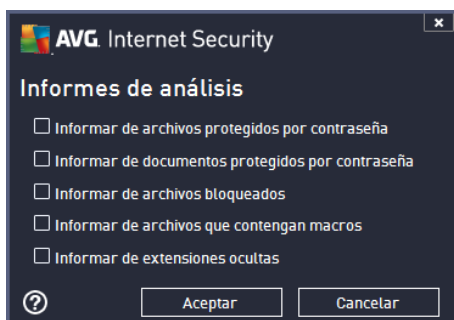 AVG. Internet Security
Informes de análisis
Informar de archivos protegidos por contraseña
Informar de documentos protegidos por contraseña
Informar de archivos bloqueados
Informar de archivos que contengan macros
Informar de extensiones ocultas
? Aceptar Cancelar